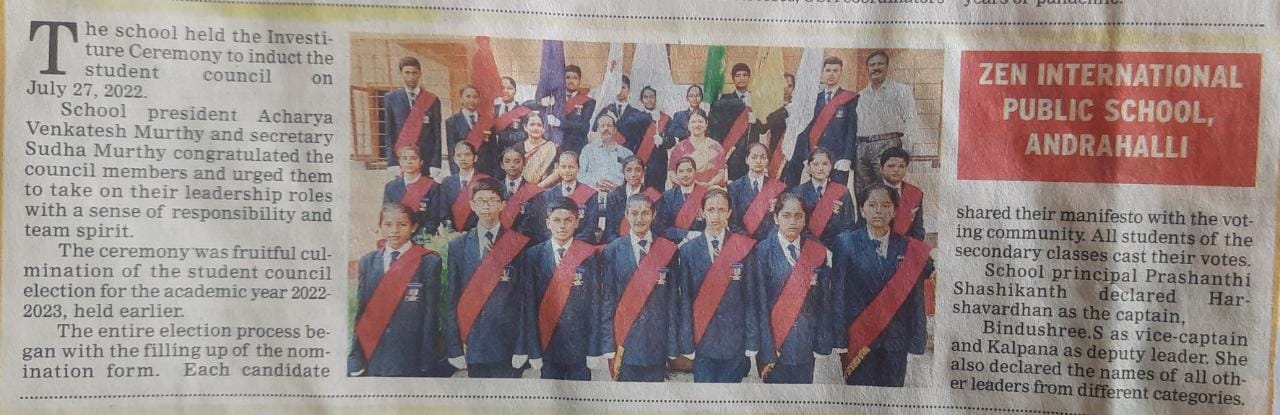 The school held the Investi-
ture Ceremony to induct the
student council on
July 27, 2022.
School president Acharya
Venkatesh Murthy and secretary
Sudha Murthy congratulated the
council members and urged them
to take on their leadership roles
with a sense of responsibility and
team spirit.
The ceremony was fruitful cul-
mination of the student council
election for the academic year 2022-
2023, held earlier.
The entire election process be-
gan with the filling up of the nom-
ination form. Each candidate
ZEN INTERNATIONAL
PUBLIC SCHOOL,
ANDRAHALLI
shared their manifesto with the vot-
ing community. All students of the
secondary classes cast their votes.
School principal Prashanthi
Shashikanth declared Har-
shavardhan as the captain,
Bindushree.S as vice-captain
and Kalpana as deputy leader. She
also declared the names of all oth-
er leaders from different categories.